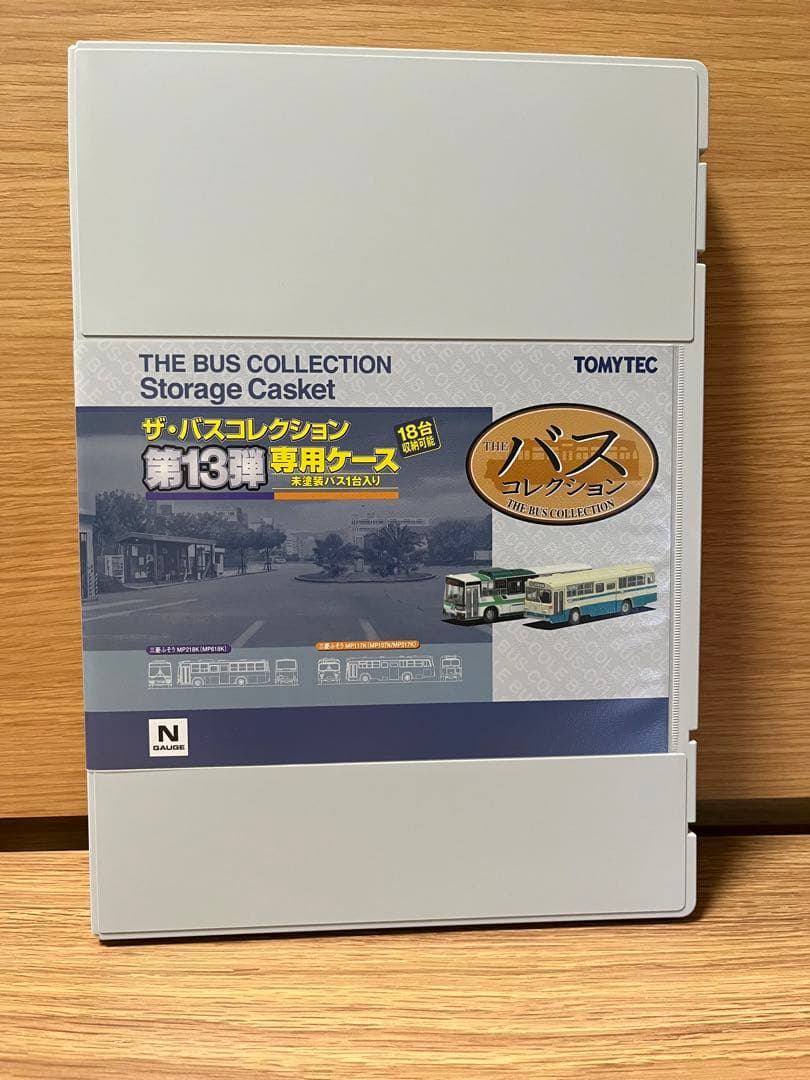 THE BUS COLLECTION
Storage Casket
TOMYTEC
ザ・バスコレクション
第13弾 専用ケース
未塗装バス1台入り
18台
収納可能
THE バス
コレクション
THE BUS COLLECTION
三菱ふそう MP218K(MP618K)
三菱ふそう MP117K(MP107K/MP517K)
N
GAUGE